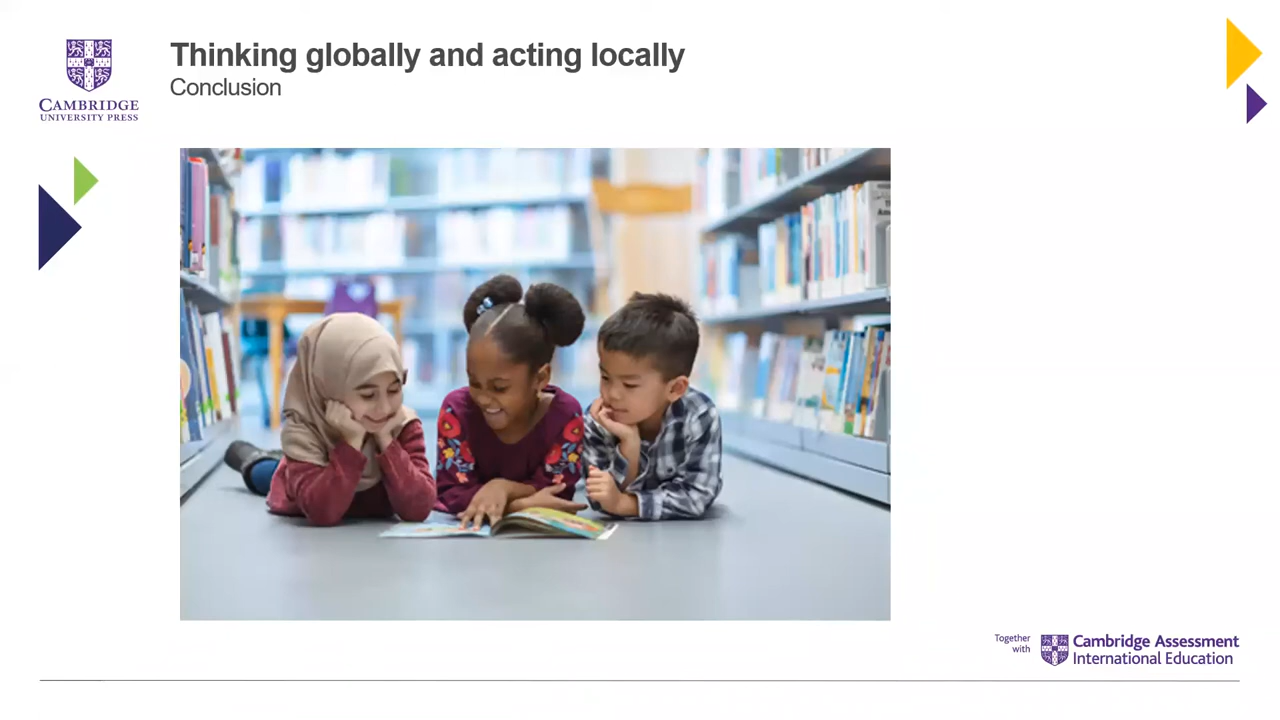 Thinking globally and acting locally
Conclusion
CAMBRIDGE
UNIVERSITY PRESS
Together
with
Cambridge Assessment
International Education